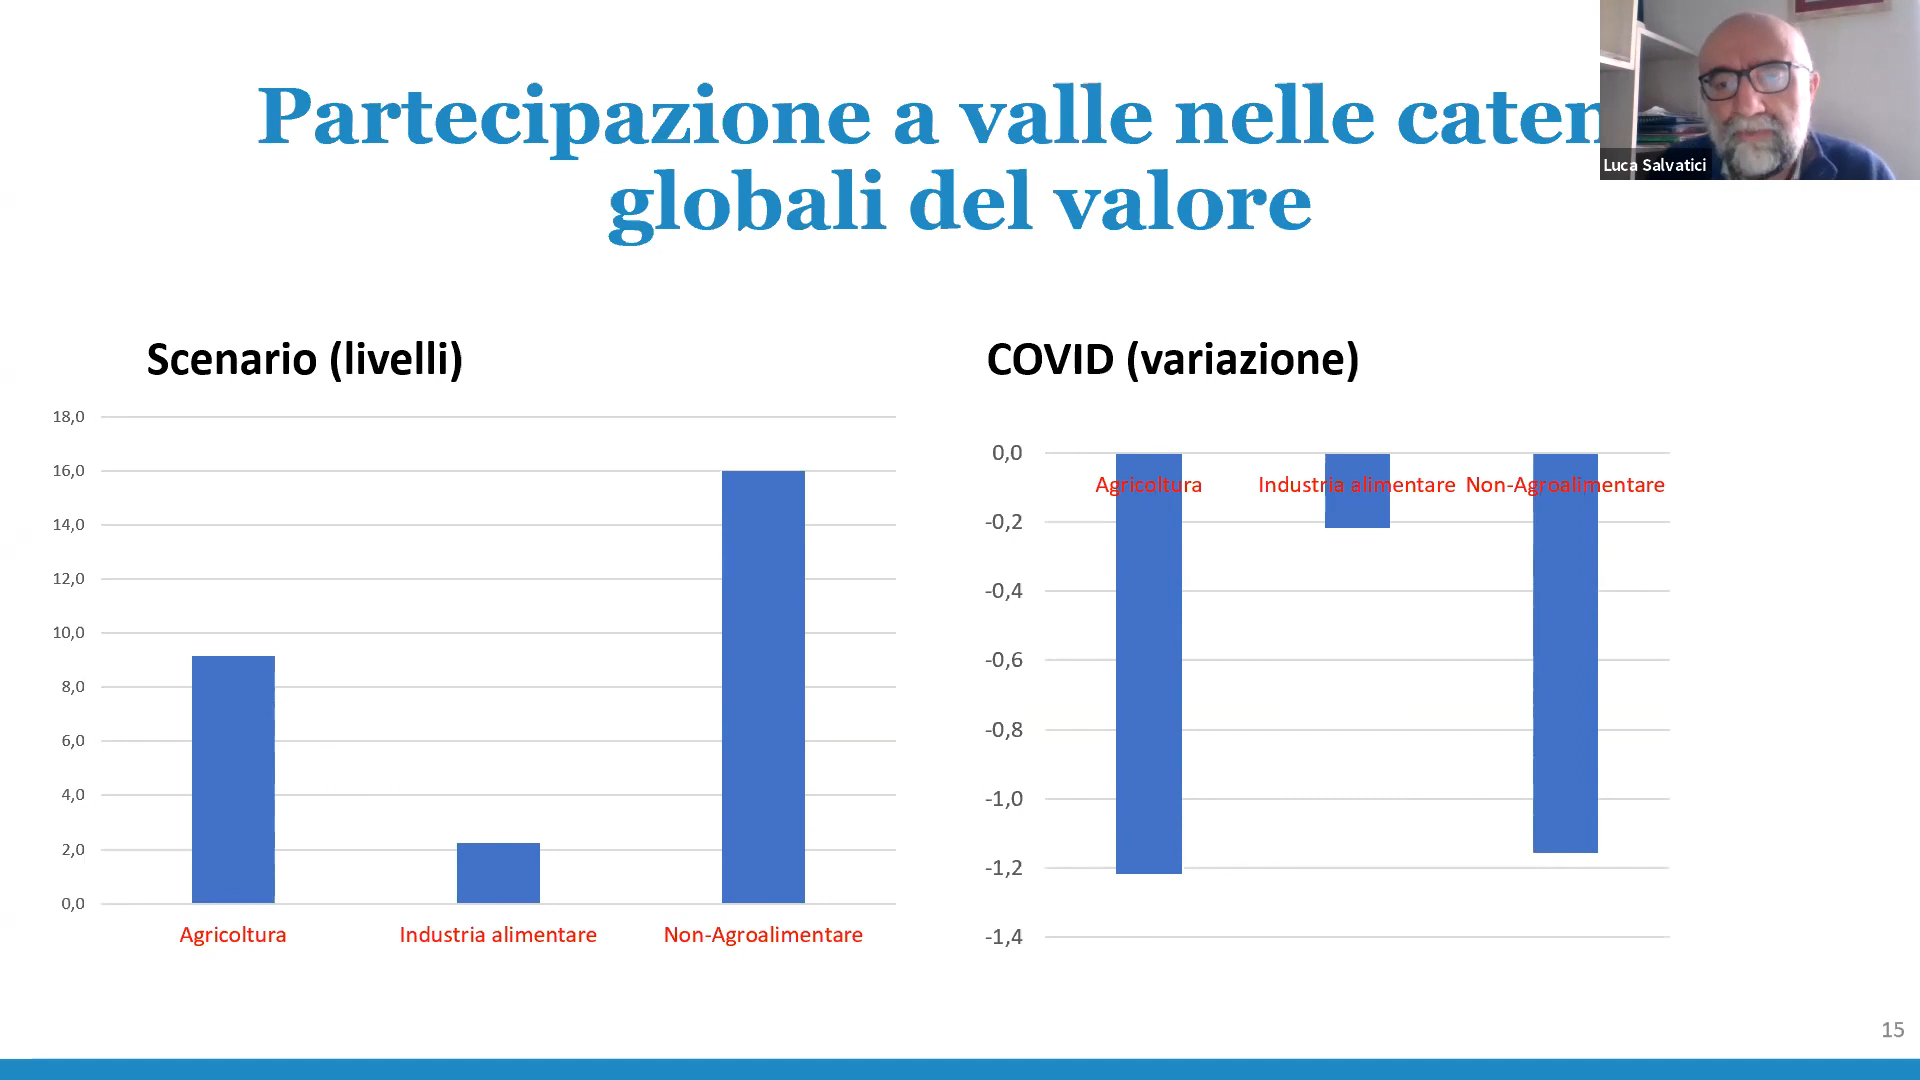 Partecipazione a valle nelle caten
globali del valore
Luca Salvatici
Scenario (livelli)
18,0
16,0
14,0
12,0
10,0
8,0
6,0
4,0
2,0
0,0
Agricoltura Industria alimentare Non-Agroalimentare
COVID (variazione)
0,0
Agricoltura Industria alimentare Non-Agroalimentare
-0,2
-0,4
-0,6
-0,8
-1,0
-1,2
-1,4
15